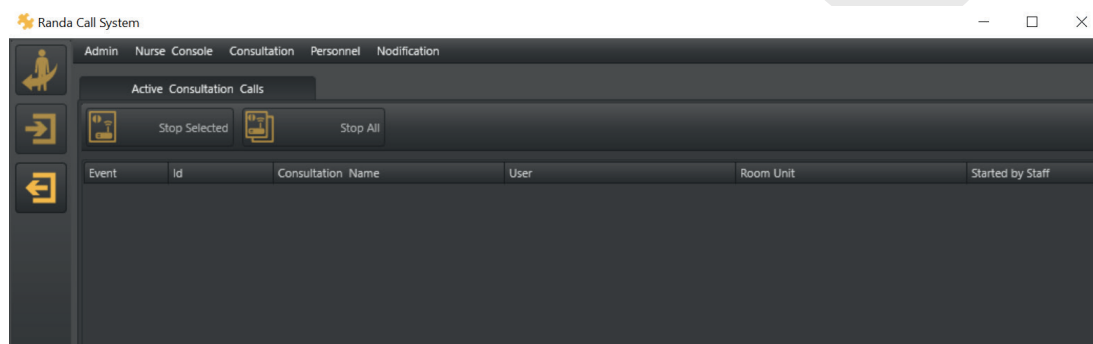 Randa Call System
Admin Nurse Console Consultation Personnel Nodification
Active Consultation Calls
Stop Selected Stop All
Event Id Consultation Name User Room Unit Started by Staff